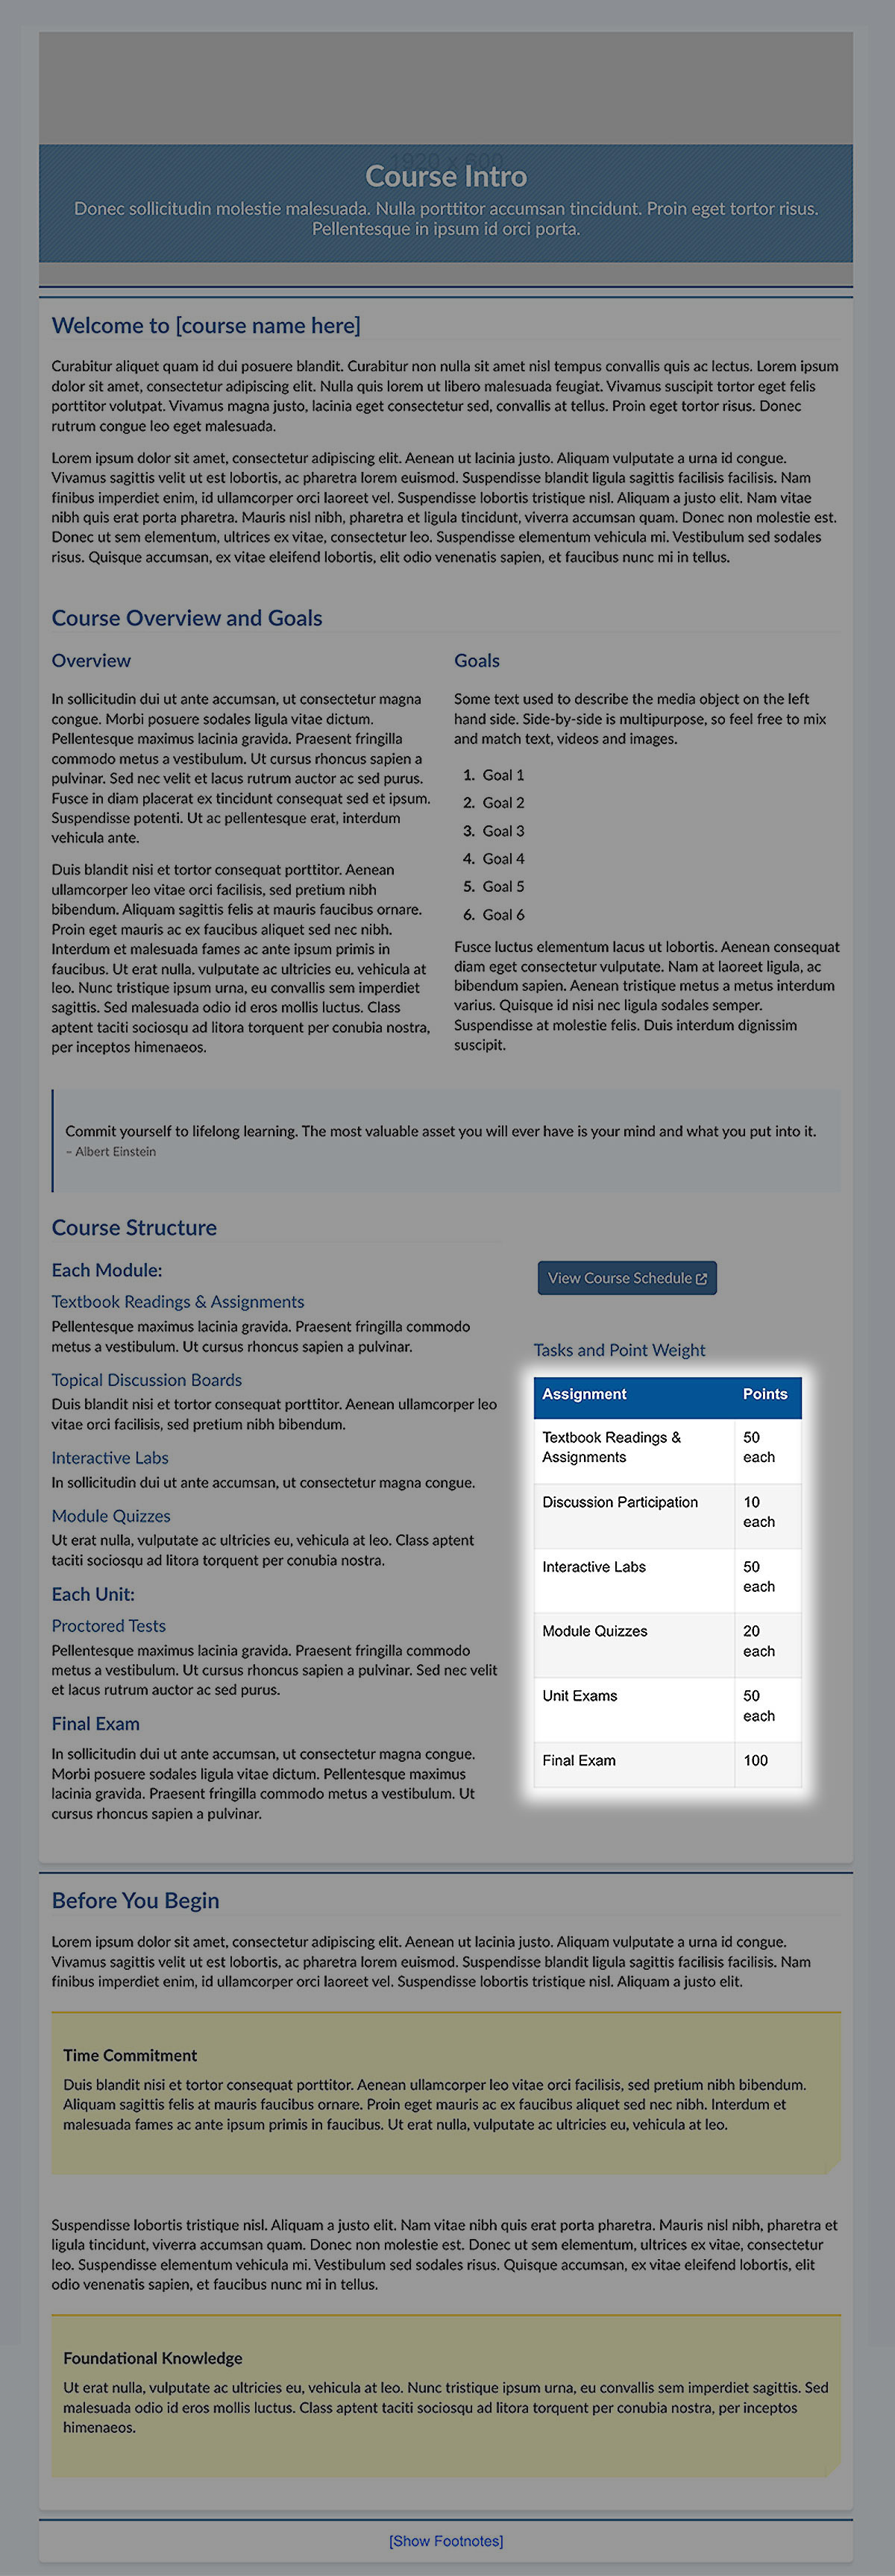 1920 x 600
Course Intro
Donec sollicitudin molestie malesuada. Nulla porttitor accumsan tincidunt. Proin eget tortor risus.
Pellentesque in ipsum id orci porta.
Welcome to [course name here]
Curabitur aliquet quam id dui posuere blandit. Curabitur non nulla sit amet nisl tempus convallis quis ac lectus. Lorem ipsum
dolor sit amet, consectetur adipiscing elit. Nulla quis lorem ut libero malesuada feugiat. Vivamus suscipit tortor eget felis
porttitor volutpat. Vivamus magna justo, lacinia eget consectetur sed, convallis at tellus. Proin eget tortor risus. Donec
rutrum congue leo eget malesuada.
Lorem ipsum dolor sit amet, consectetur adipiscing elit. Aenean ut lacinia justo. Aliquam vulputate a urna id congue.
Vivamus sagittis velit ut est lobortis, ac pharetra lorem euismod. Suspendisse blandit ligula sagittis facilisis facilisis. Nam
finibus imperdiet enim, id ullamcorper orci laoreet vel. Suspendisse lobortis tristique nisl. Aliquam a justo elit. Nam vitae
nibh quis erat porta pharetra. Mauris nisl nibh, pharetra et ligula tincidunt, viverra accumsan quam. Donec non molestie est.
Donec ut sem elementum, ultrices ex vitae, consectetur leo. Suspendisse elementum vehicula mi. Vestibulum sed sodales
risus. Quisque accumsan, ex vitae eleifend lobortis, elit odio venenatis sapien, et faucibus nunc mi in tellus.
Course Overview and Goals
Overview
In sollicitudin dui ut ante accumsan, ut consectetur magna
congue. Morbi posuere sodales ligula vitae dictum.
Pellentesque maximus lacinia gravida. Praesent fringilla
commodo metus a vestibulum. Ut cursus rhoncus sapien a
pulvinar. Sed nec velit et lacus rutrum auctor ac sed purus.
Fusce in diam placerat ex tincidunt consequat sed et ipsum.
Suspendisse potenti. Ut ac pellentesque erat, interdum
vehicula ante.
Duis blandit nisi et tortor consequat porttitor. Aenean
ullamcorper leo vitae orci facilisis, sed pretium nibh
bibendum. Aliquam sagittis felis at mauris faucibus ornare.
Proin eget mauris ac ex faucibus aliquet sed nec nibh.
Interdum et malesuada fames ac ante ipsum primis in
faucibus. Ut erat nulla, vulputate ac ultricies eu, vehicula at
leo. Nunc tristique ipsum urna, eu convallis sem imperdiet
sagittis. Sed malesuada odio id eros mollis luctus. Class
aptent taciti sociosqu ad litora torquent per conubia nostra,
per inceptos himenaeos.
Goals
Some text used to describe the media object on the left
hand side. Side-by-side is multipurpose, so feel free to mix
and match text, videos and images.
1. Goal 1
2. Goal 2
3. Goal 3
4. Goal 4
5. Goal 5
6. Goal 6
Fusce luctus elementum lacus ut lobortis. Aenean consequat
diam eget consectetur vulputate. Nam at laoreet ligula, ac
bibendum sapien. Aenean tristique metus a metus interdum
varius. Quisque id nisi nec ligula sodales semper.
Suspendisse at molestie felis. Duis interdum dignissim
suscipit.
Commit yourself to lifelong learning. The most valuable asset you will ever have is your mind and what you put into it.
– Albert Einstein
Course Structure
Each Module:
Textbook Readings & Assignments
Pellentesque maximus lacinia gravida. Praesent fringilla commodo
metus a vestibulum. Ut cursus rhoncus sapien a pulvinar.
Topical Discussion Boards
Duis blandit nisi et tortor consequat porttitor. Aenean ullamcorper leo
vitae orci facilisis, sed pretium nibh bibendum.
Interactive Labs
In sollicitudin dui ut ante accumsan, ut consectetur magna congue.
Module Quizzes
Ut erat nulla, vulputate ac ultricies eu, vehicula at leo. Class aptent
taciti sociosqu ad litora torquent per conubia nostra.
Each Unit:
Proctored Tests
Pellentesque maximus lacinia gravida. Praesent fringilla commodo
metus a vestibulum. Ut cursus rhoncus sapien a pulvinar. Sed nec velit
et lacus rutrum auctor ac sed purus.
Final Exam
In sollicitudin dui ut ante accumsan, ut consectetur magna congue.
Morbi posuere sodales ligula vitae dictum. Pellentesque maximus
lacinia gravida. Praesent fringilla commodo metus a vestibulum. Ut
cursus rhoncus sapien a pulvinar.
View Course Schedule
Tasks and Point Weight
Assignment Points
Textbook Readings & 50
Assignments each
Discussion Participation 10
each
Interactive Labs 50
each
Module Quizzes 20
each
Unit Exams 50
each
Final Exam 100
Before You Begin
Lorem ipsum dolor sit amet, consectetur adipiscing elit. Aenean ut lacinia justo. Aliquam vulputate a urna id congue.
Vivamus sagittis velit ut est lobortis, ac pharetra lorem euismod. Suspendisse blandit ligula sagittis facilisis facilisis. Nam
finibus imperdiet enim, id ullamcorper orci laoreet vel. Suspendisse lobortis tristique nisl. Aliquam a justo elit.
Time Commitment
Duis blandit nisi et tortor consequat porttitor. Aenean ullamcorper leo vitae orci facilisis, sed pretium nibh bibendum.
Aliquam sagittis felis at mauris faucibus ornare. Proin eget mauris ac ex faucibus aliquet sed nec nibh. Interdum et
malesuada fames ac ante ipsum primis in faucibus. Ut erat nulla, vulputate ac ultricies eu, vehicula at leo.
Suspendisse lobortis tristique nisl. Aliquam a justo elit. Nam vitae nibh quis erat porta pharetra. Mauris nisl nibh, pharetra et
ligula tincidunt, viverra accumsan quam. Donec non molestie est. Donec ut sem elementum, ultrices ex vitae, consectetur
leo. Suspendisse elementum vehicula mi. Vestibulum sed sodales risus. Quisque accumsan, ex vitae eleifend lobortis, elit
odio venenatis sapien, et faucibus nunc mi in tellus.
Foundational Knowledge
Ut erat nulla, vulputate ac ultricies eu, vehicula at leo. Nunc tristique ipsum urna, eu convallis sem imperdiet sagittis. Sed
malesuada odio id eros mollis luctus. Class aptent taciti sociosqu ad litora torquent per conubia nostra, per inceptos
himenaeos.
[Show Footnotes]